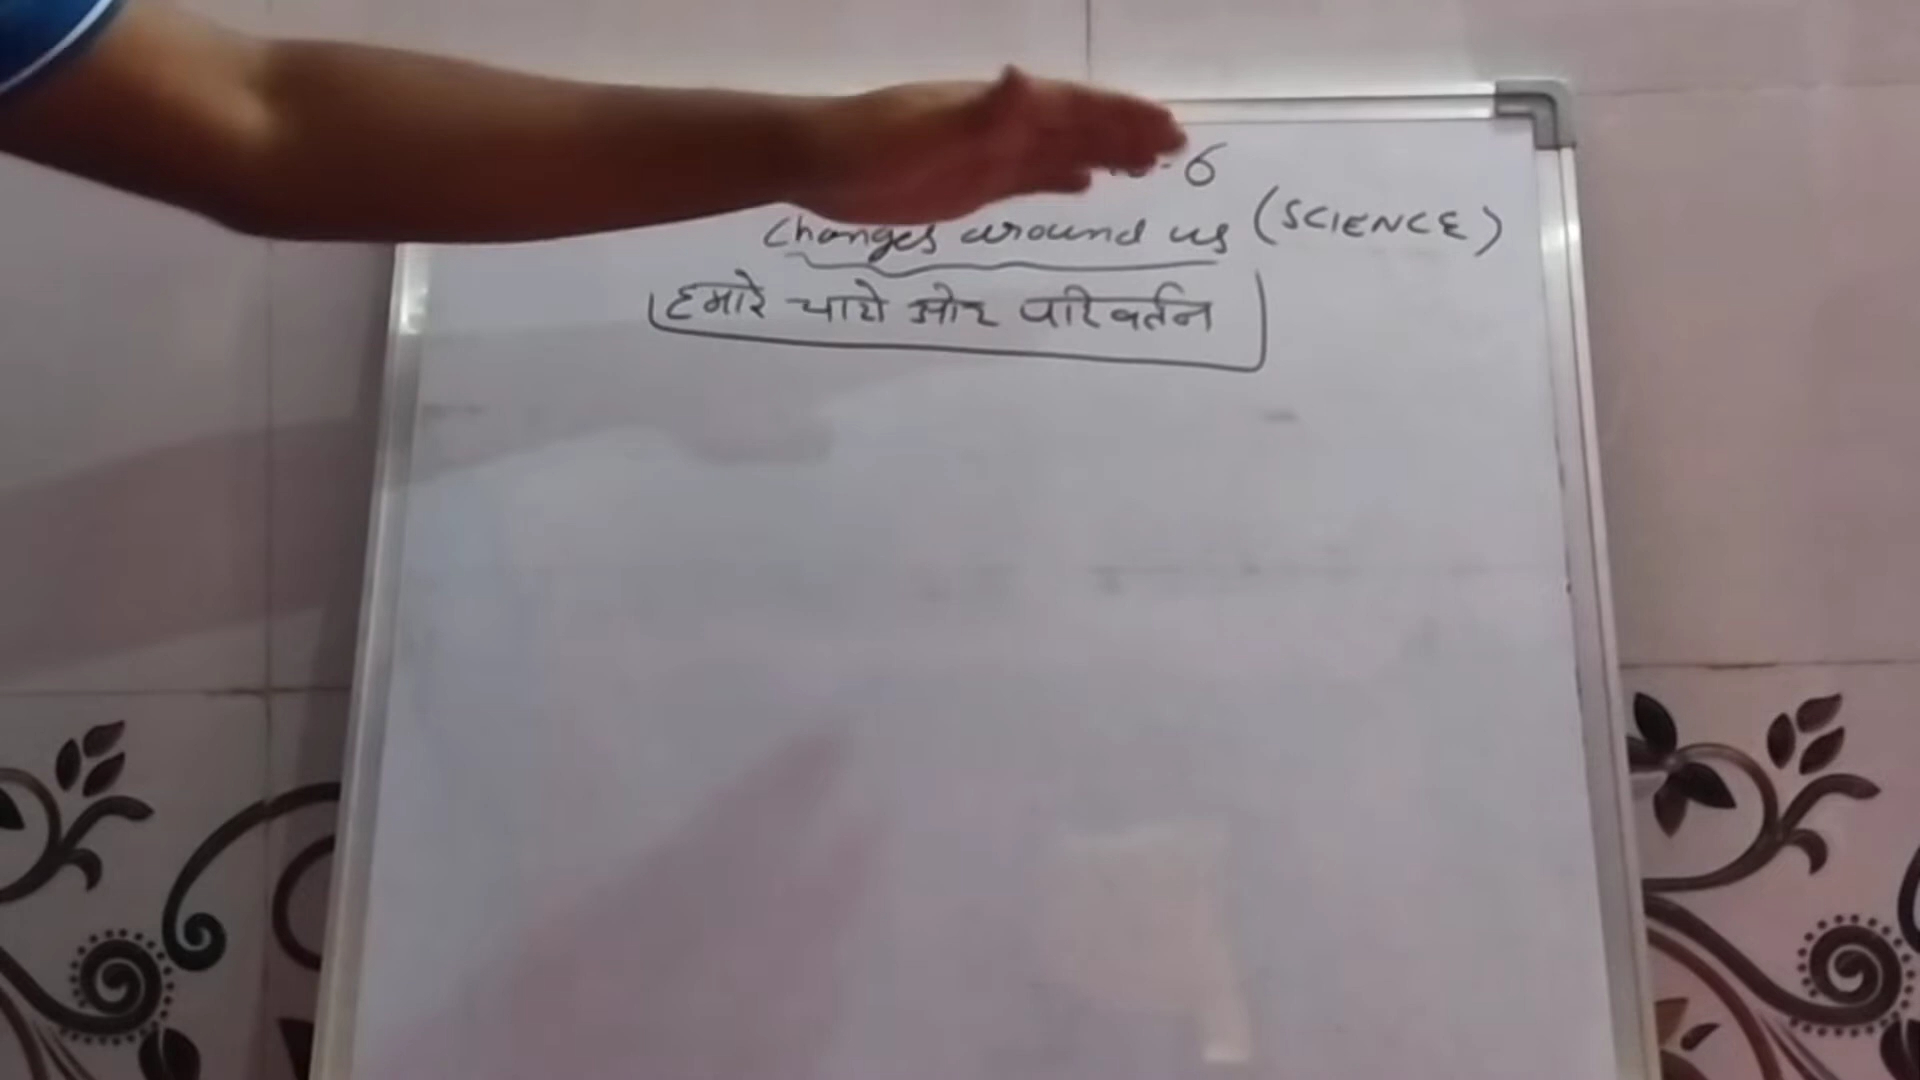 6
Changes around us (SCIENCE)
हमारे चारो ओर परिवर्तन